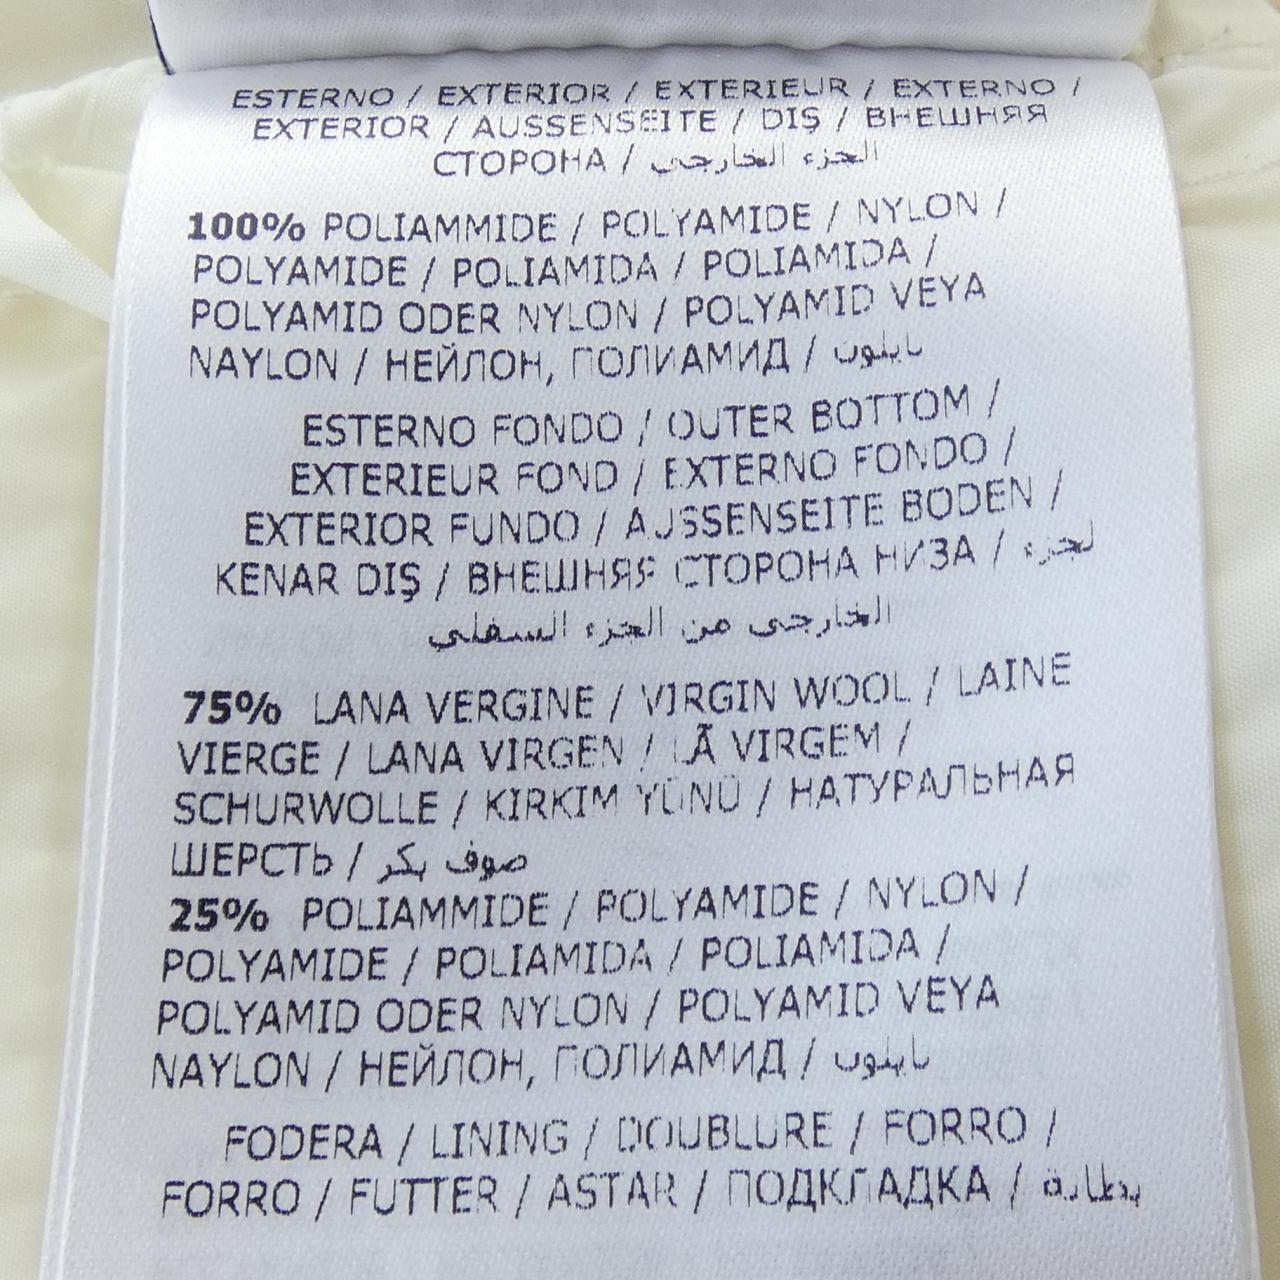 ESTERNO / EXTERIOR / EXTERIEUR / EXTERNO /
EXTERIOR / AUSSENSEITE / DIŞ / ВНЕШНЯЯ
СТОРОНА / الجزء الخارجي
100% POLIAMMIDE / POLYAMIDE / NYLON /
POLYAMIDE / POLIAMIDA / POLIAMIDA /
POLYAMID ODER NYLON / POLYAMID VEYA
NAYLON / НЕЙЛОН, ПОЛИАМИД / نايلون
ESTERNO FONDO / OUTER BOTTOM /
EXTERIEUR FOND / EXTERNO FONDO /
EXTERIOR FUNDO / AUSSENSEITE BODEN /
KENAR DIŞ / ВНЕШНЯЯ СТОРОНА НИЗА / لجزء
الخارجي من الجزء السفلي
75% LANA VERGINE / VIRGIN WOOL / LAINE
VIERGE / LANA VIRGEN / LÃ VIRGEM /
SCHURWOLLE / KIRKIM YÜNÜ / НАТУРАЛЬНАЯ
ШЕРСТЬ / صوف بكر
25% POLIAMMIDE / POLYAMIDE / NYLON /
POLYAMIDE / POLIAMIDA / POLIAMIDA /
POLYAMID ODER NYLON / POLYAMID VEYA
NAYLON / НЕЙЛОН, ПОЛИАМИД / نايلون
FODERA / LINING / DOUBLURE / FORRO /
FORRO / FUTTER / ASTAR / ПОДКЛАДКА / بطانة